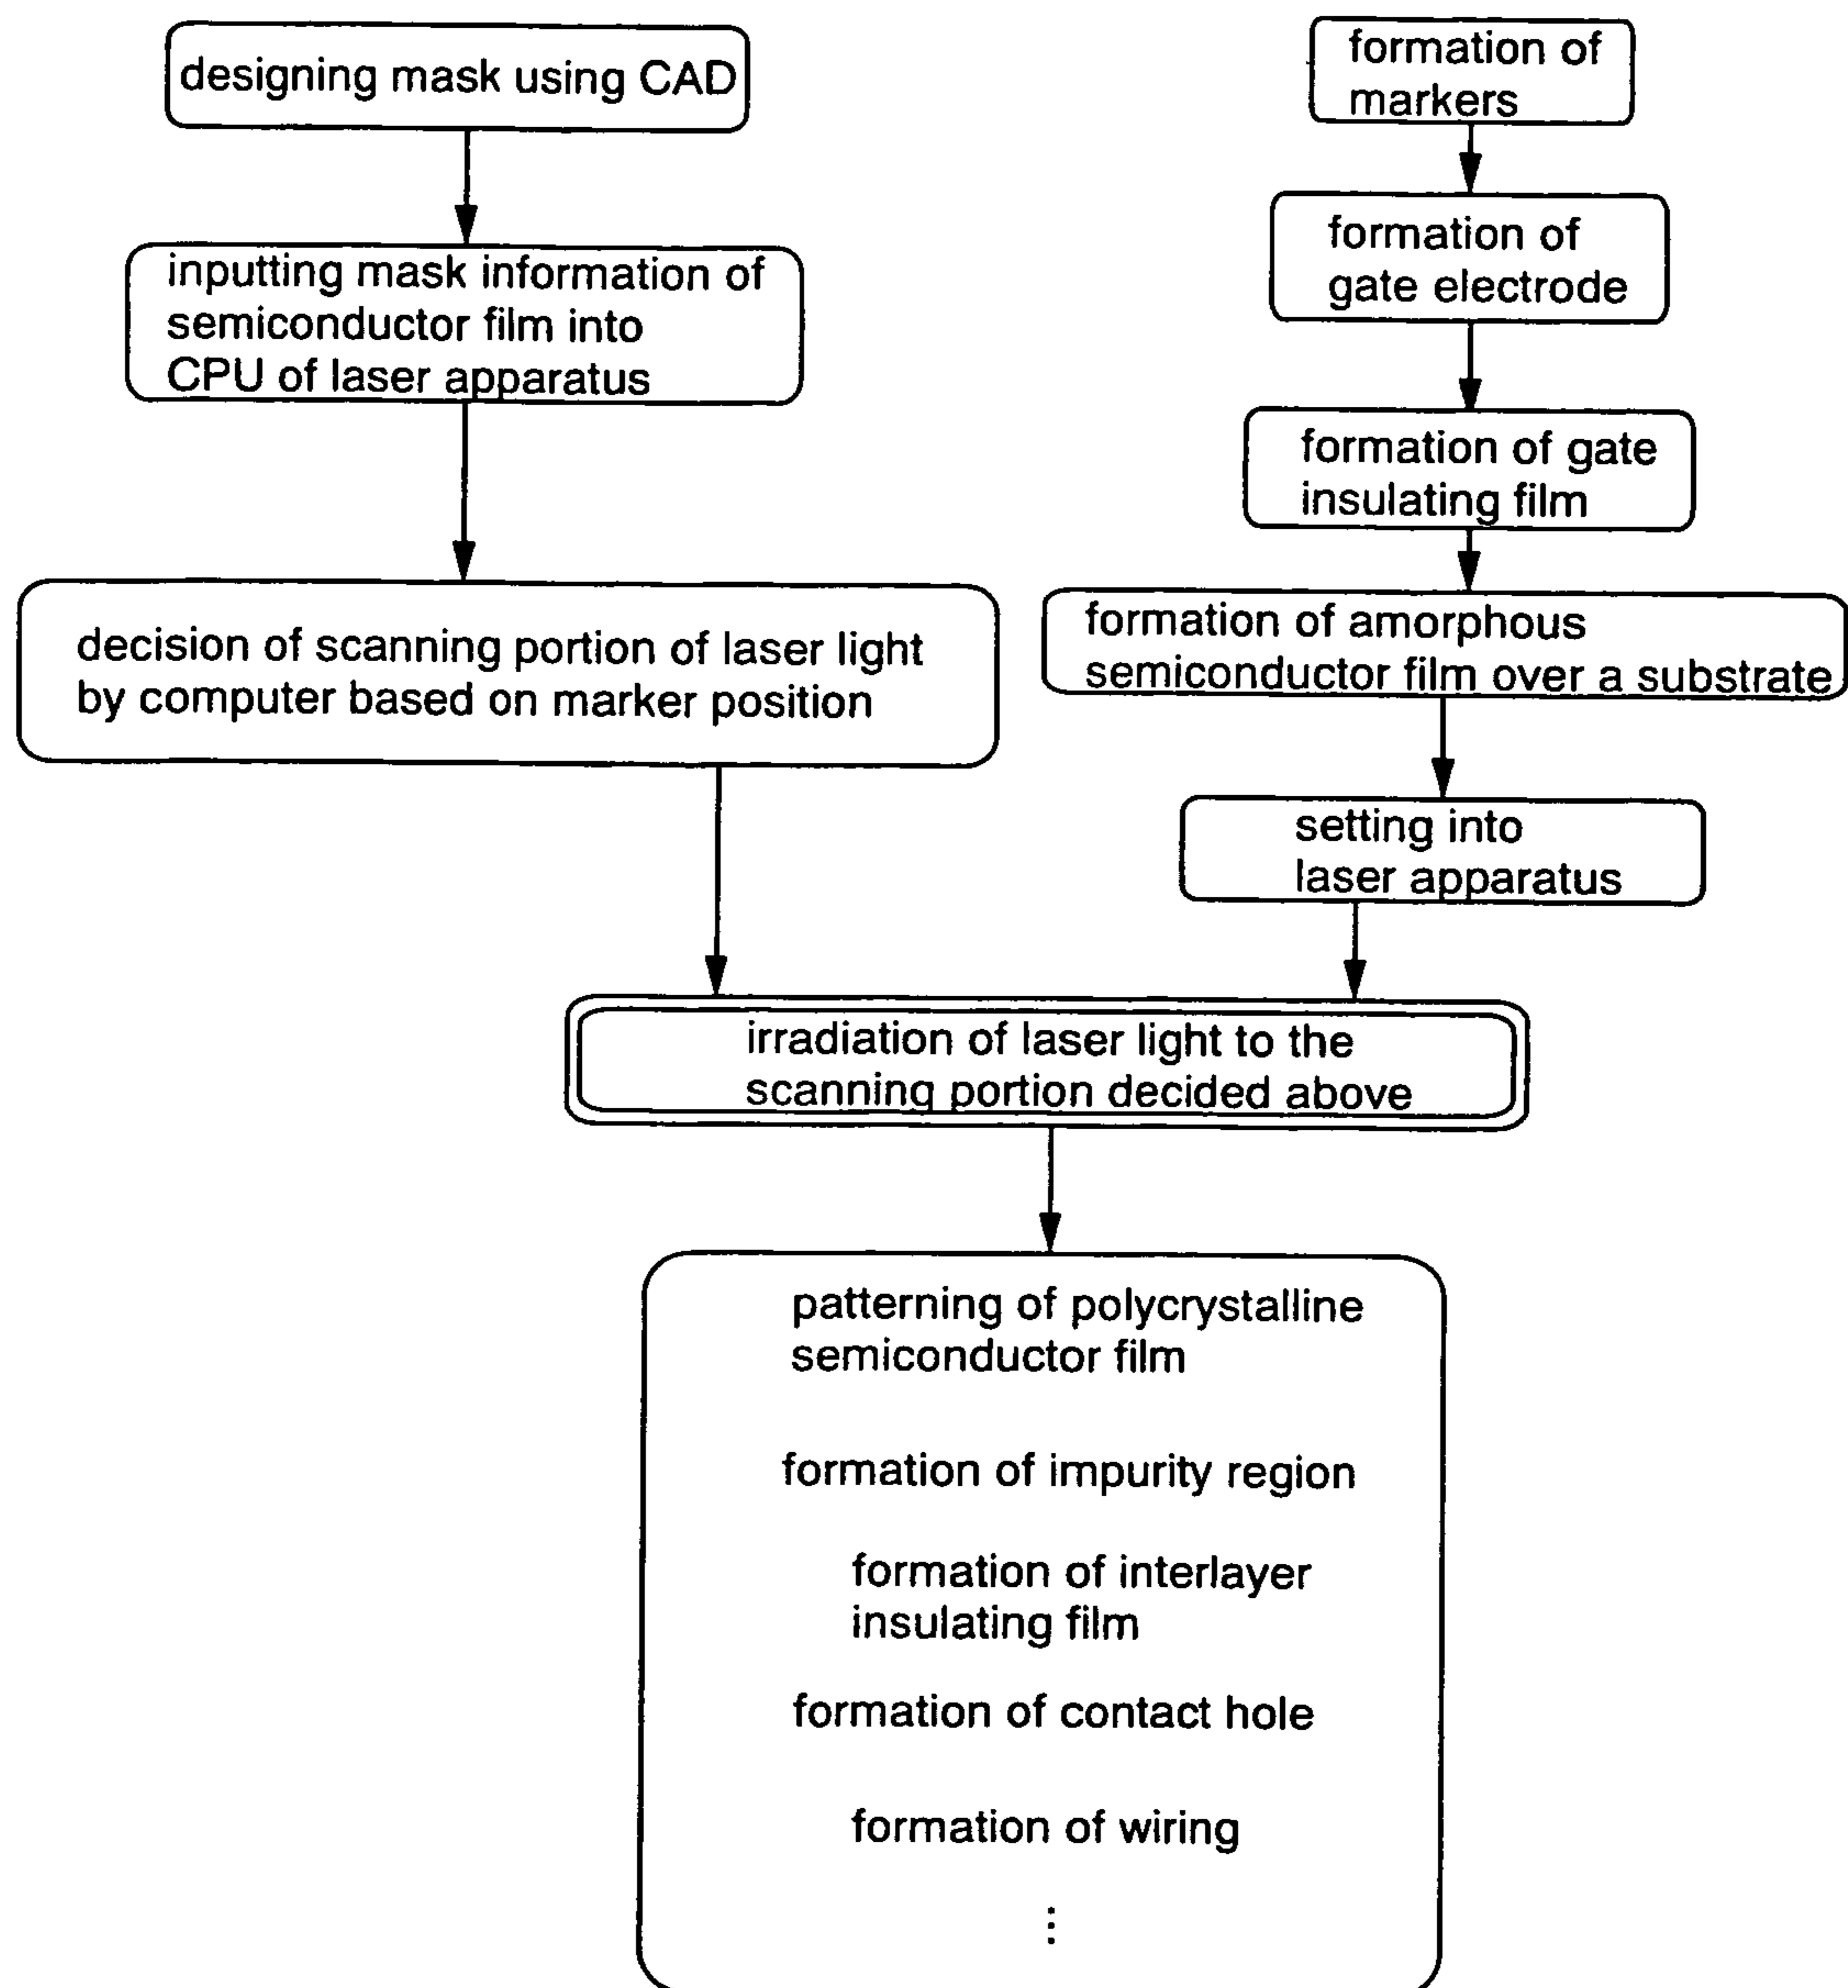 designing mask using CAD
inputting mask information of
semiconductor film into
CPU of laser apparatus
decision of scanning portion of laser light
by computer based on marker position
formation of
markers
formation of
gate electrode
formation of gate
insulating film
formation of amorphous
semiconductor film over a substrate
setting into
laser apparatus
irradiation of laser light to the
scanning portion decided above
patterning of polycrystalline
semiconductor film
formation of impurity region
formation of interlayer
insulating film
formation of contact hole
formation of wiring
⋮